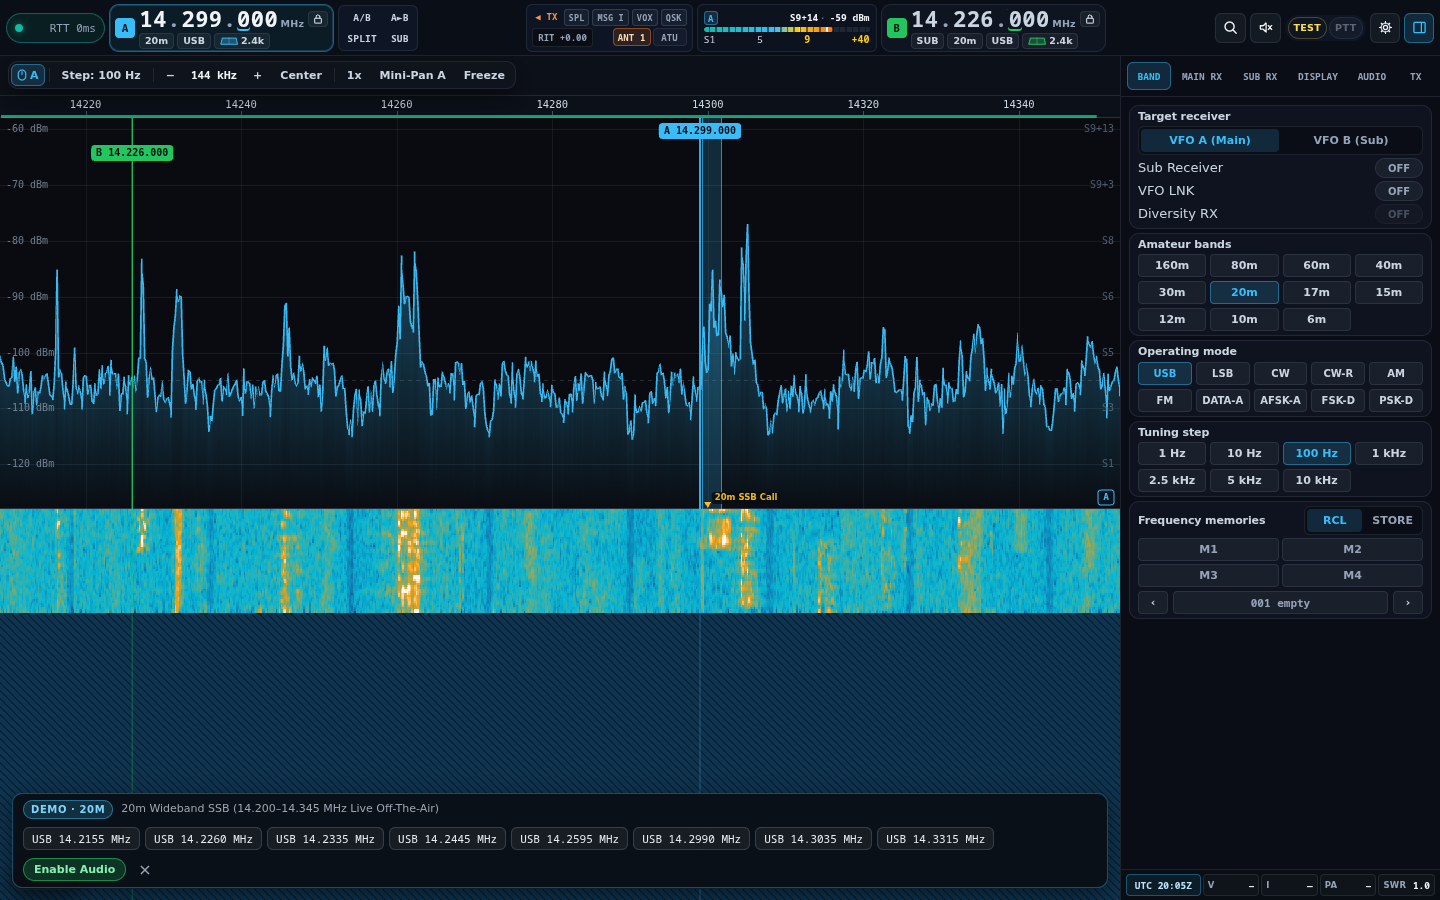 RTT 0ms
A 14.299.000 MHz
20m USB 2.4k
A/B A▸B
SPLIT SUB
◄ TX SPL MSG I VOX QSK
RIT +0.00 ANT 1 ATU
A S9+14 · -59 dBm
S1 5 9 +40
B 14.226.000 MHz
SUB 20m USB 2.4k
TEST PTT
A Step: 100 Hz − 144 kHz + Center 1x Mini-Pan A Freeze
14220 14240 14260 14280 14300 14320 14340
-60 dBm S9+13
A 14.299.000
B 14.226.000
-70 dBm S9+3
-80 dBm S8
-90 dBm S6
-100 dBm S5
-110 dBm S3
-120 dBm S1
20m SSB Call
A
DEMO · 20M 20m Wideband SSB (14.200–14.345 MHz Live Off-The-Air)
USB 14.2155 MHz USB 14.2260 MHz USB 14.2335 MHz USB 14.2445 MHz USB 14.2595 MHz USB 14.2990 MHz USB 14.3035 MHz USB 14.3315 MHz
Enable Audio ✕
BAND MAIN RX SUB RX DISPLAY AUDIO TX
Target receiver
VFO A (Main) VFO B (Sub)
Sub Receiver OFF
VFO LNK OFF
Diversity RX OFF
Amateur bands
160m 80m 60m 40m
30m 20m 17m 15m
12m 10m 6m
Operating mode
USB LSB CW CW-R AM
FM DATA-A AFSK-A FSK-D PSK-D
Tuning step
1 Hz 10 Hz 100 Hz 1 kHz
2.5 kHz 5 kHz 10 kHz
Frequency memories RCL STORE
M1 M2
M3 M4
‹ 001 empty ›
UTC 20:05Z V – I – PA – SWR 1.0